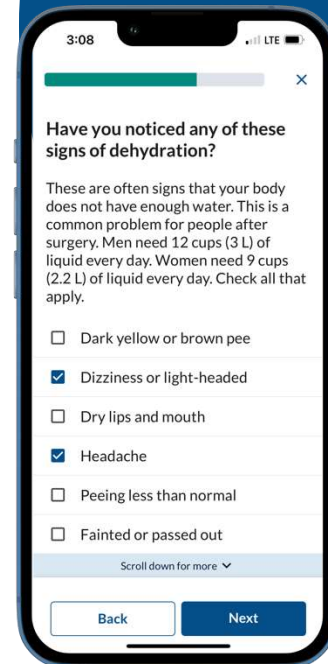 3:08
LTE
Have you noticed any of these
signs of dehydration?
These are often signs that your body
does not have enough water. This is a
common problem for people after
surgery. Men need 12 cups (3 L) of
liquid every day. Women need 9 cups
(2.2 L) of liquid every day. Check all that
apply.
Dark yellow or brown pee
Dizziness or light-headed
Dry lips and mouth
Headache
Peeing less than normal
Fainted or passed out
Scroll down for more
Back
Next